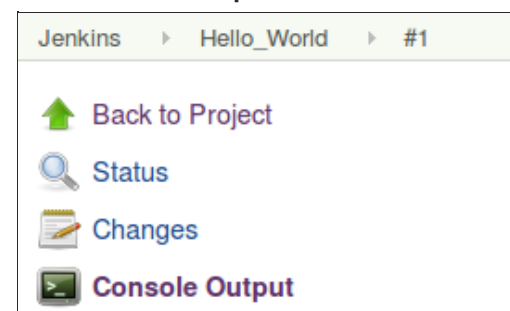 Jenkins Hello_World #1
Back to Project
Status
Changes
Console Output